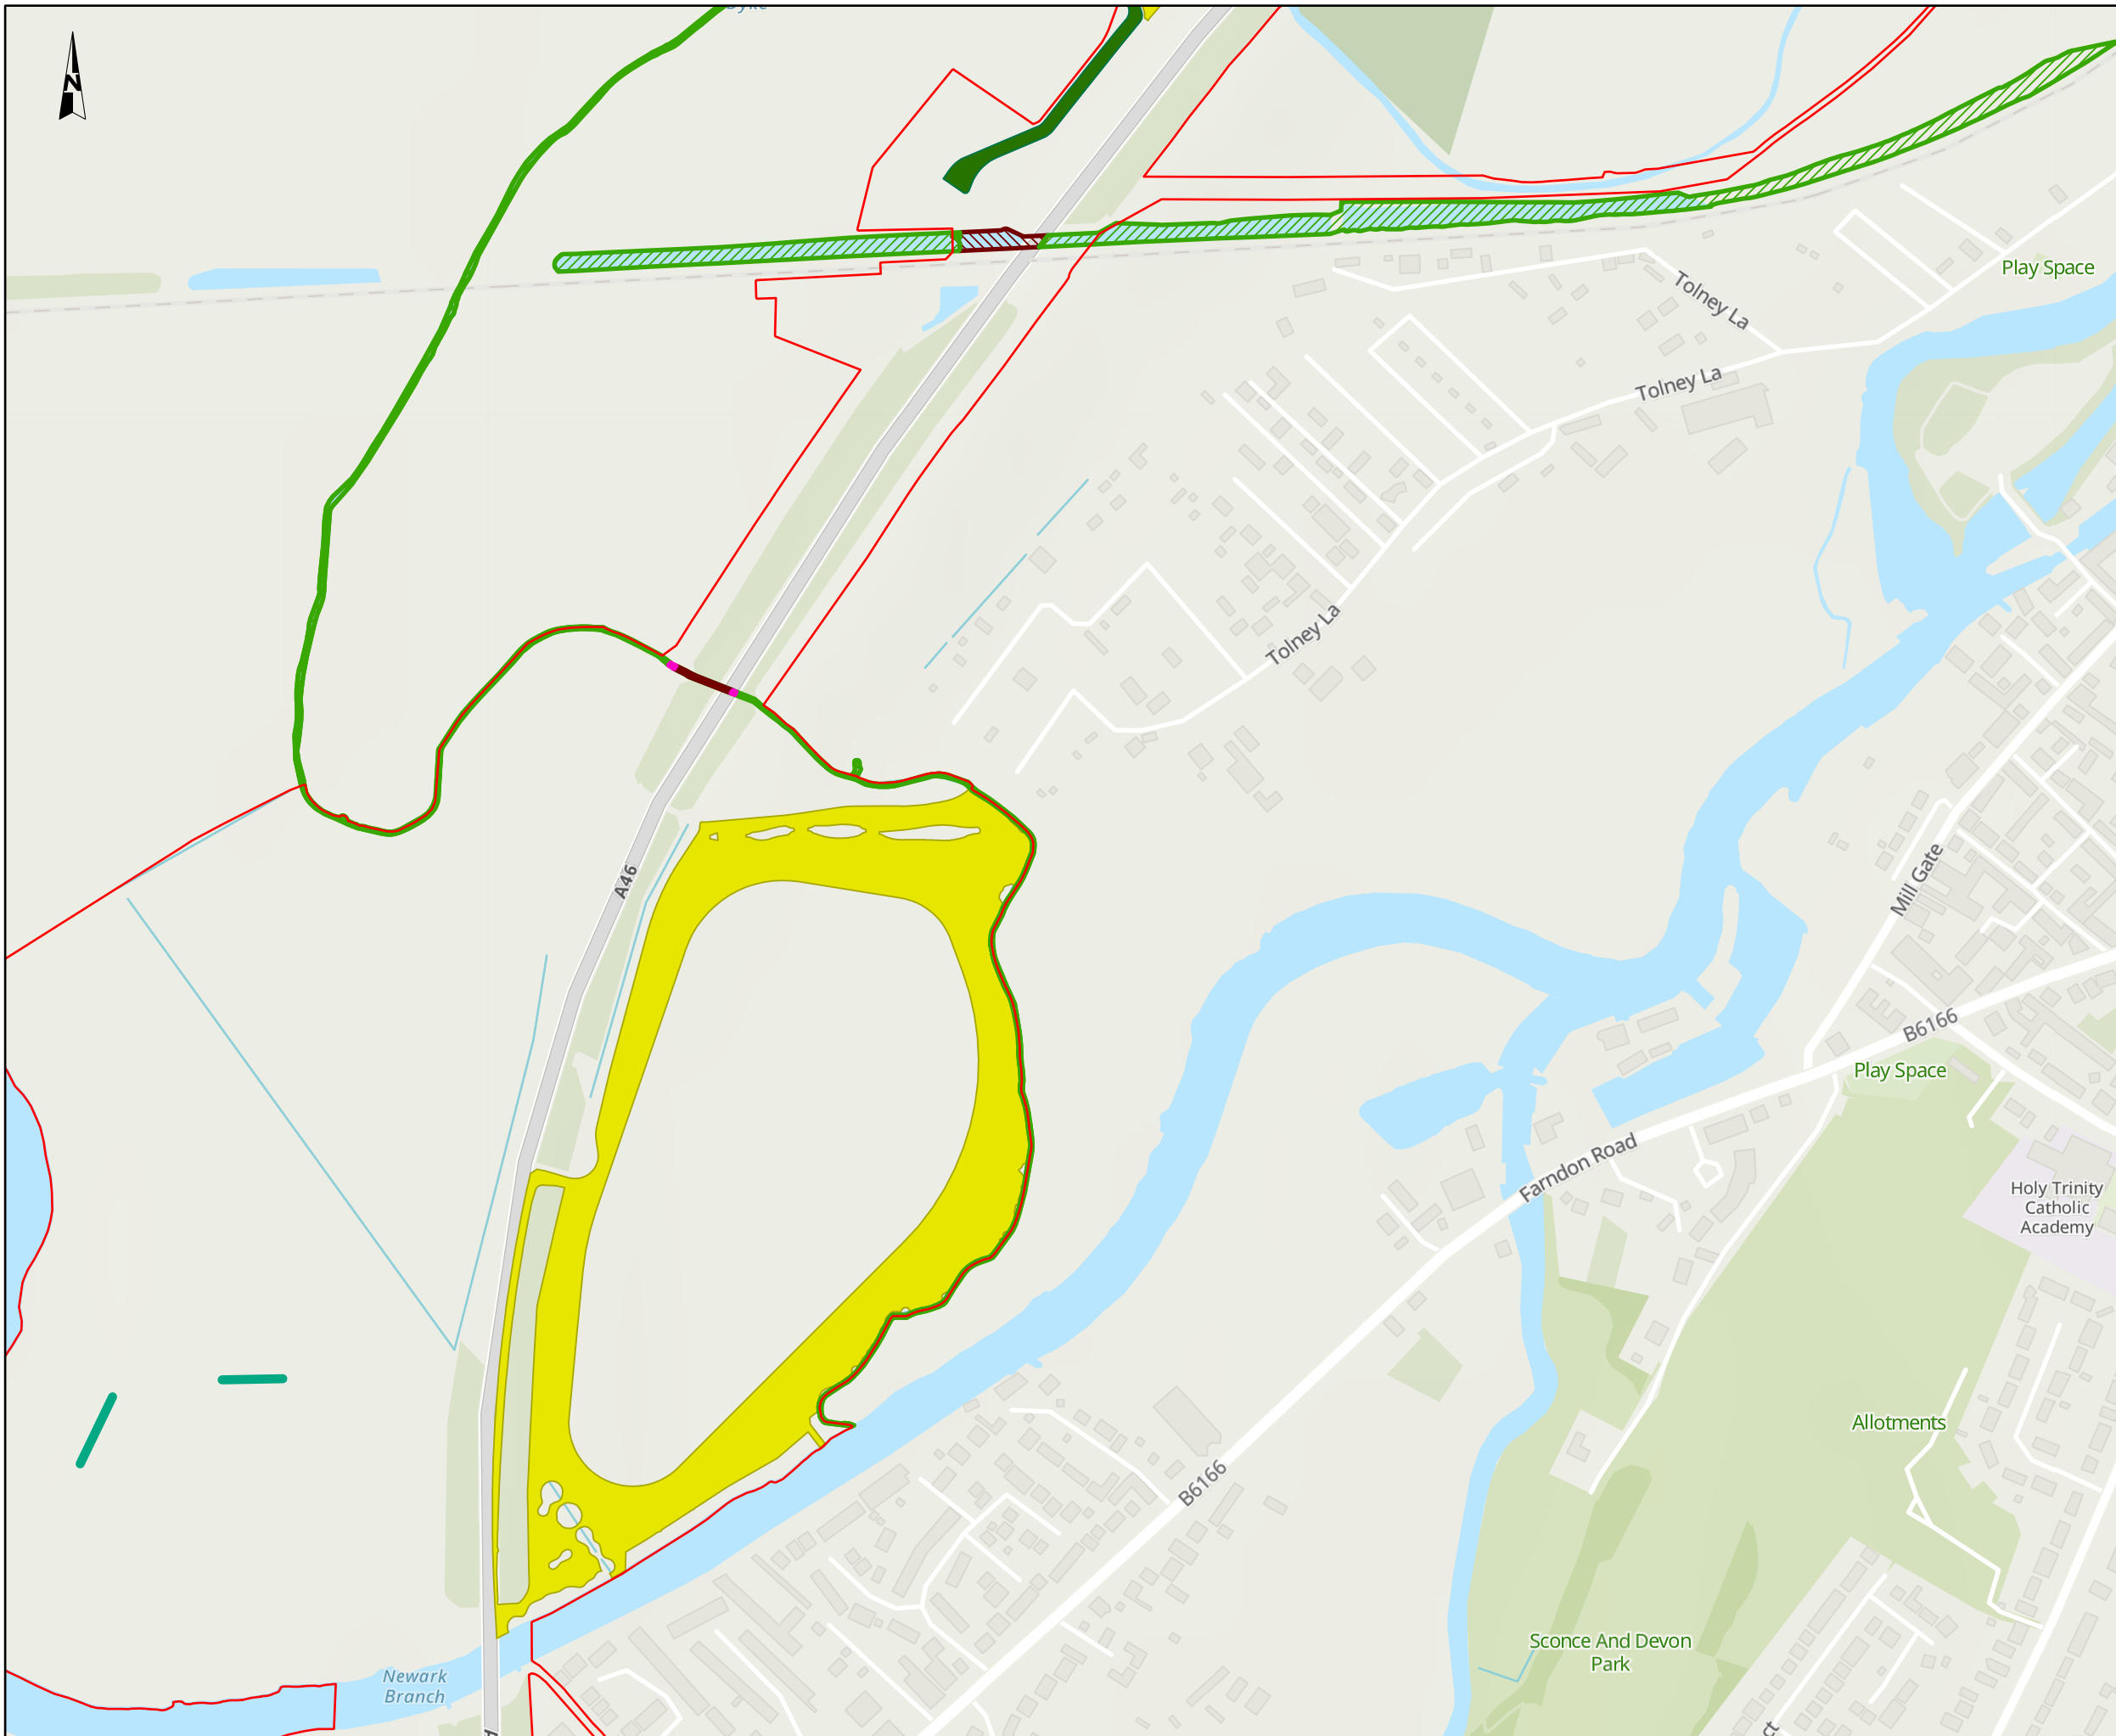 Dyke
N
Play Space
Tolney La
Tolney La
Tolney La
Mill Gate
A46
B6166
Play Space
Farndon Road
Holy Trinity
Catholic
Academy
Allotments
B6166
Sconce And Devon
Park
Newark
Branch